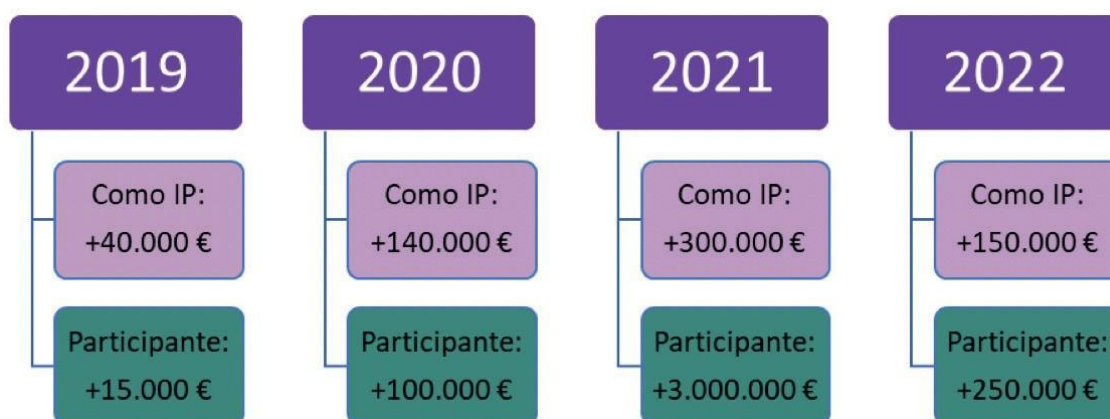 2019
Como IP:
+40.000 €
Participante:
+15.000 €
2020
Como IP:
+140.000 €
Participante:
+100.000 €
2021
Como IP:
+300.000 €
Participante:
+3.000.000 €
2022
Como IP:
+150.000 €
Participante:
+250.000 €